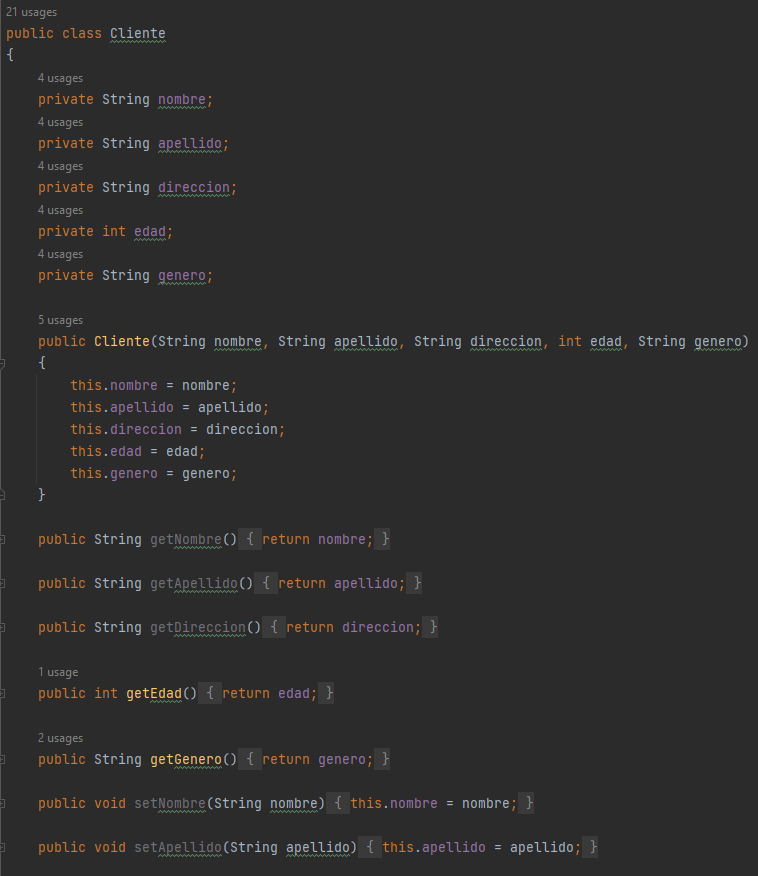 21 usages
public class Cliente
{
4 usages
private String nombre;
4 usages
private String apellido;
4 usages
private String direccion;
4 usages
private int edad;
4 usages
private String genero;
5 usages
public Cliente(String nombre, String apellido, String direccion, int edad, String genero)
{
this.nombre = nombre;
this.apellido = apellido;
this.direccion = direccion;
this.edad = edad;
this.genero = genero;
}
public String getNombre() { return nombre; }
public String getApellido() { return apellido; }
public String getDireccion() { return direccion; }
1 usage
public int getEdad() { return edad; }
2 usages
public String getGenero() { return genero; }
public void setNombre(String nombre) { this.nombre = nombre; }
public void setApellido(String apellido) { this.apellido = apellido; }